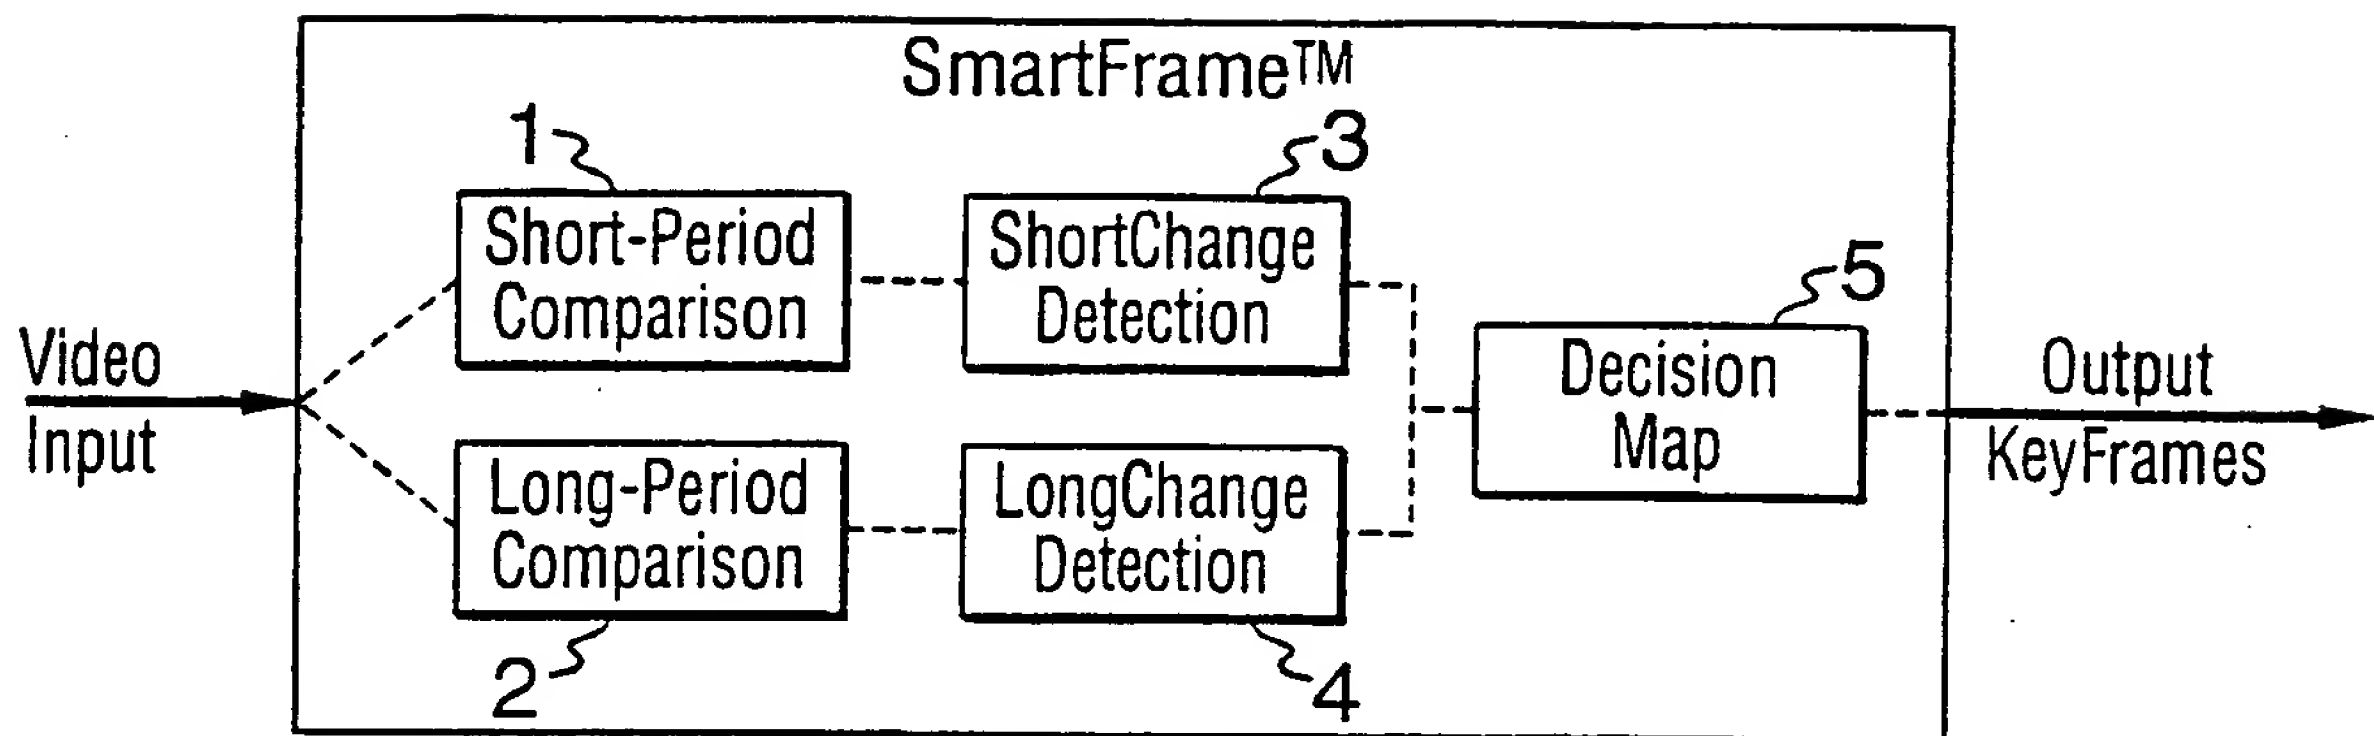 SmartFrame™
1
3
Short-Period
Comparison
ShortChange
Detection
5
Video
Input
Decision
Map
Output
KeyFrames
Long-Period
Comparison
LongChange
Detection
2
4